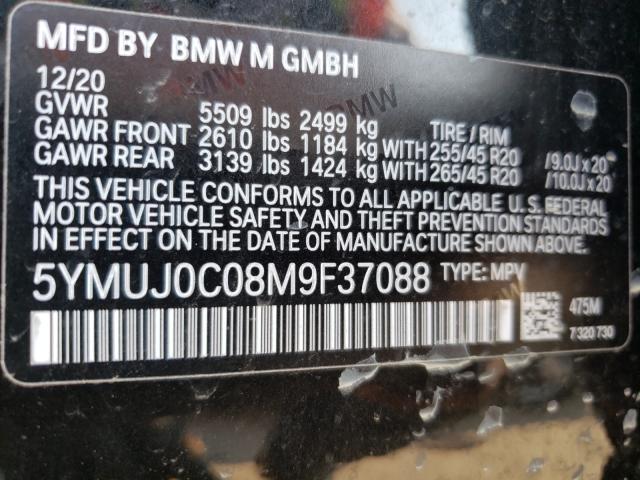 MFD BY BMW M GMBH
12/20
GVWR 5509 lbs 2499 kg TIRE / RIM
GAWR FRONT 2610 lbs 1184 kg WITH 255/45 R20 /9.0J x 20
GAWR REAR 3139 lbs 1424 kg WITH 265/45 R20 /10.0J x 20
THIS VEHICLE CONFORMS TO ALL APPLICABLE U.S. FEDERAL
MOTOR VEHICLE SAFETY AND THEFT PREVENTION STANDARDS
IN EFFECT ON THE DATE OF MANUFACTURE SHOWN ABOVE.
5YMUJ0C08M9F37088 TYPE: MPV
475M
7 320 730